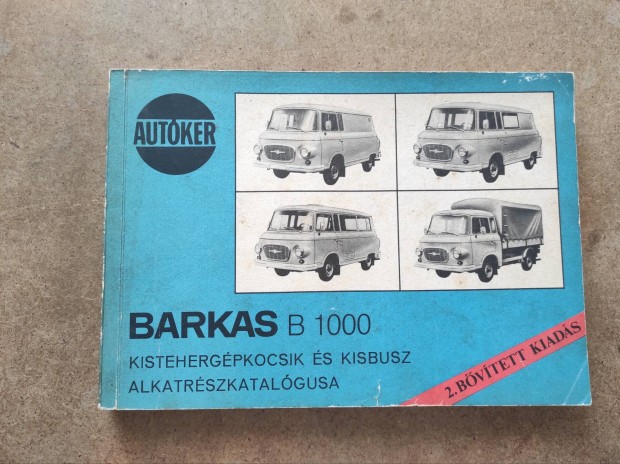 AUTÓKER
BARKAS B 1000
KISTEHERGÉPKOCSIK ÉS KISBUSZ
ALKATRÉSZKATALÓGUSA
2. BŐVÍTETT KIADÁS